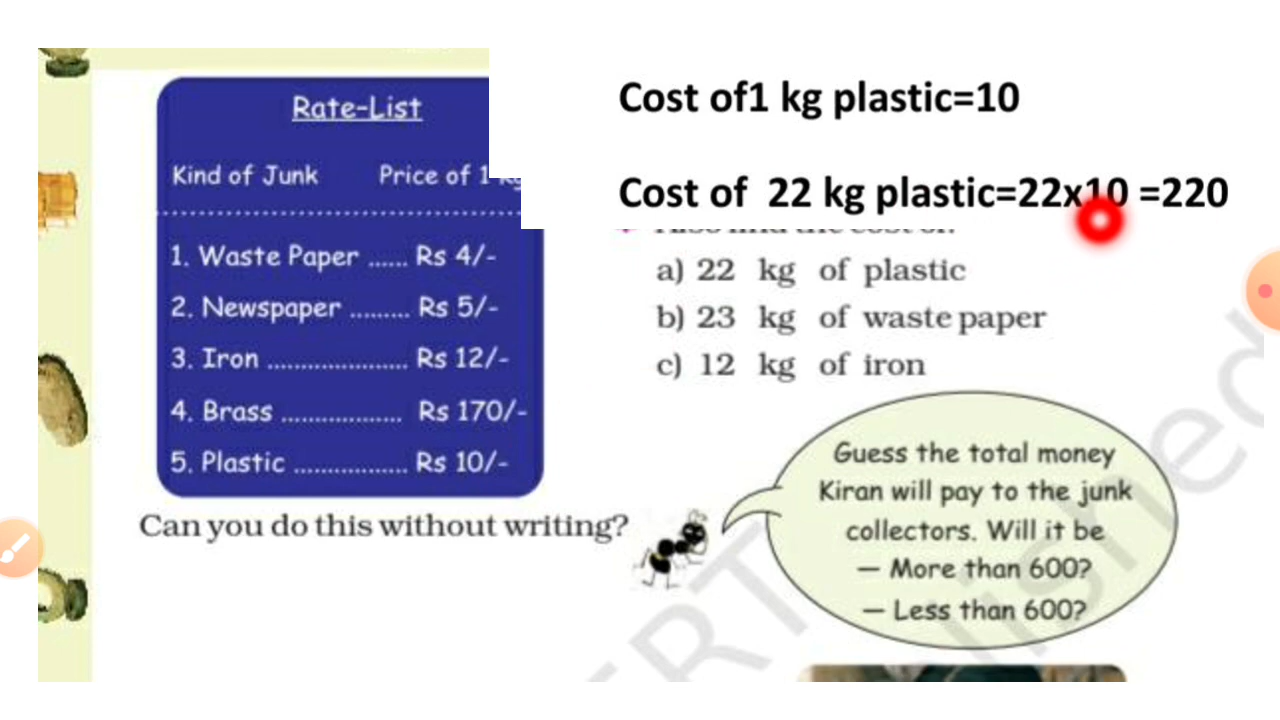 Rate-List
Kind of Junk Price of 1
1. Waste Paper ...... Rs 4/-
2. Newspaper ......... Rs 5/-
3. Iron .................... Rs 12/-
4. Brass ................. Rs 170/-
5. Plastic ................ Rs 10/-
Can you do this without writing?
Cost of1 kg plastic=10
Cost of 22 kg plastic=22x10 =220
a) 22 kg of plastic
b) 23 kg of waste paper
c) 12 kg of iron
Guess the total money
Kiran will pay to the junk
collectors. Will it be
— More than 600?
— Less than 600?